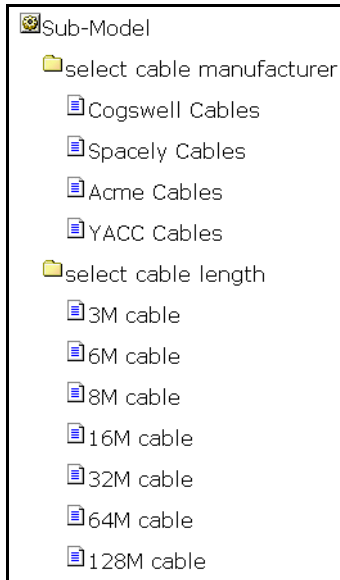 Sub-Model
select cable manufacturer
Cogswell Cables
Spacely Cables
Acme Cables
YACC Cables
select cable length
3M cable
6M cable
8M cable
16M cable
32M cable
64M cable
128M cable